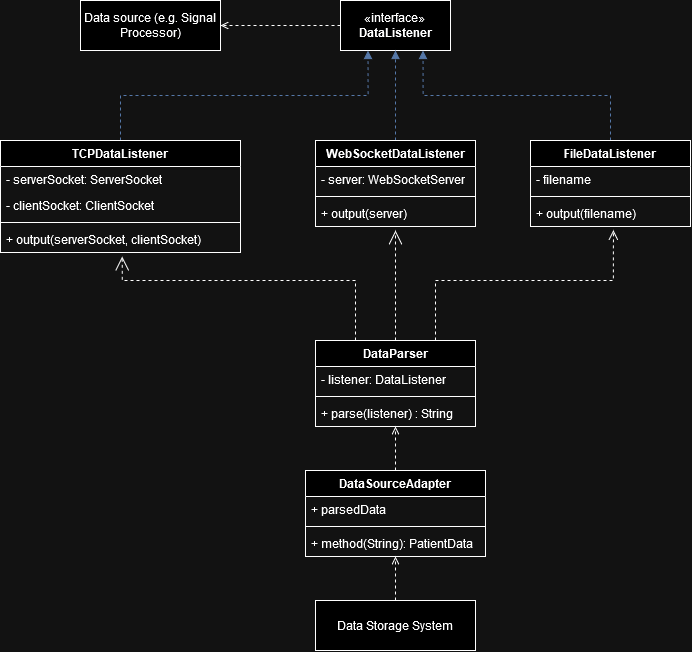 Data source (e.g. Signal
Processor)
«interface»
DataListener
TCPDataListener
- serverSocket: ServerSocket
- clientSocket: ClientSocket
+ output(serverSocket, clientSocket)
WebSocketDataListener
- server: WebSocketServer
+ output(server)
FileDataListener
- filename
+ output(filename)
DataParser
- listener: DataListener
+ parse(listener) : String
DataSourceAdapter
+ parsedData
+ method(String): PatientData
Data Storage System